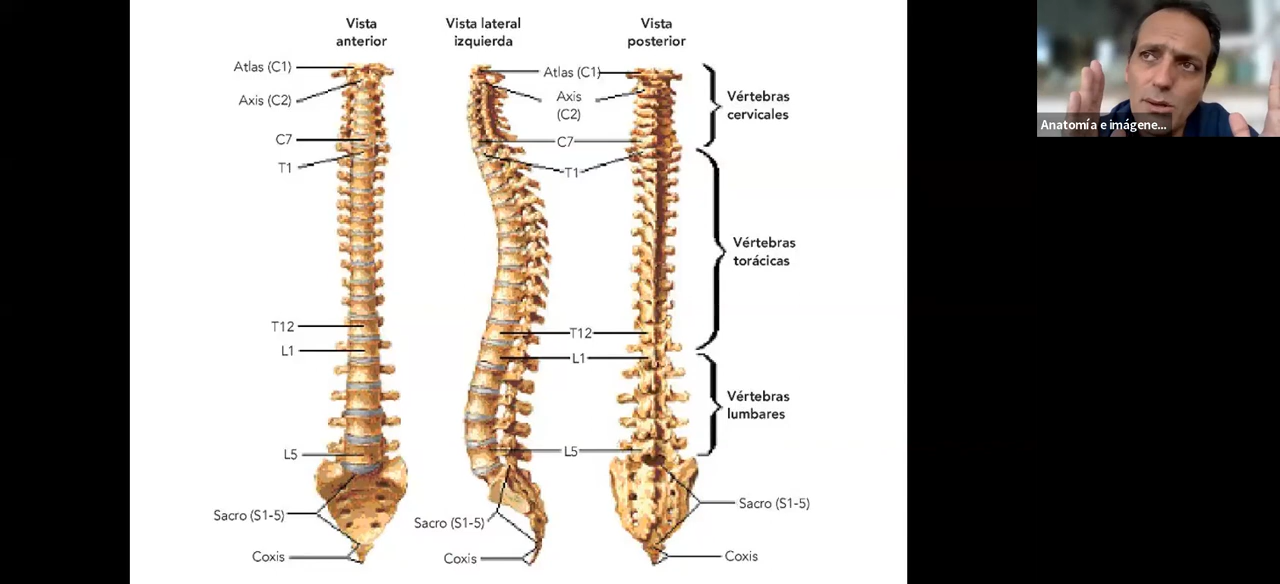 Vista
anterior
Vista lateral
izquierda
Vista
posterior
Atlas (C1)
Axis (C2)
C7
T1
T12
L1
L5
Sacro (S1-5)
Coxis
Atlas (C1)
Axis
(C2)
C7
T1
T12
L1
L5
Sacro (S1-5)
Coxis
Vértebras
cervicales
Vértebras
torácicas
Vértebras
lumbares
Sacro (S1-5)
Coxis
Anatomía e imágene...